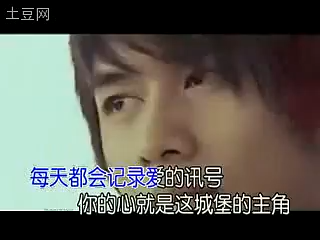 土豆网
每天都会记录爱的讯号
你的心就是这城堡的主角